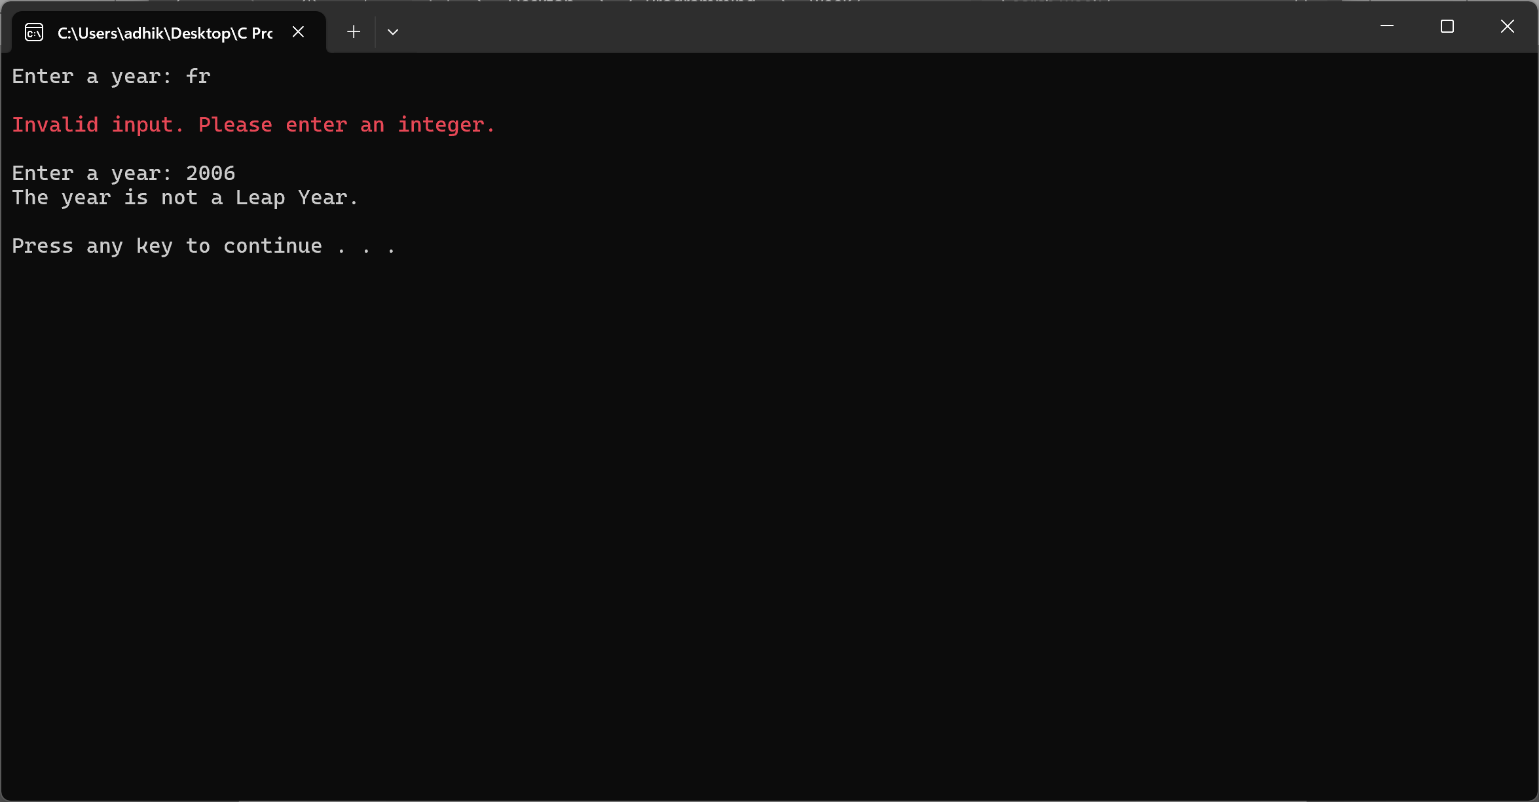 C:\Users\adhik\Desktop\C Prc
Enter a year: fr
Invalid input. Please enter an integer.
Enter a year: 2006
The year is not a Leap Year.
Press any key to continue . . .